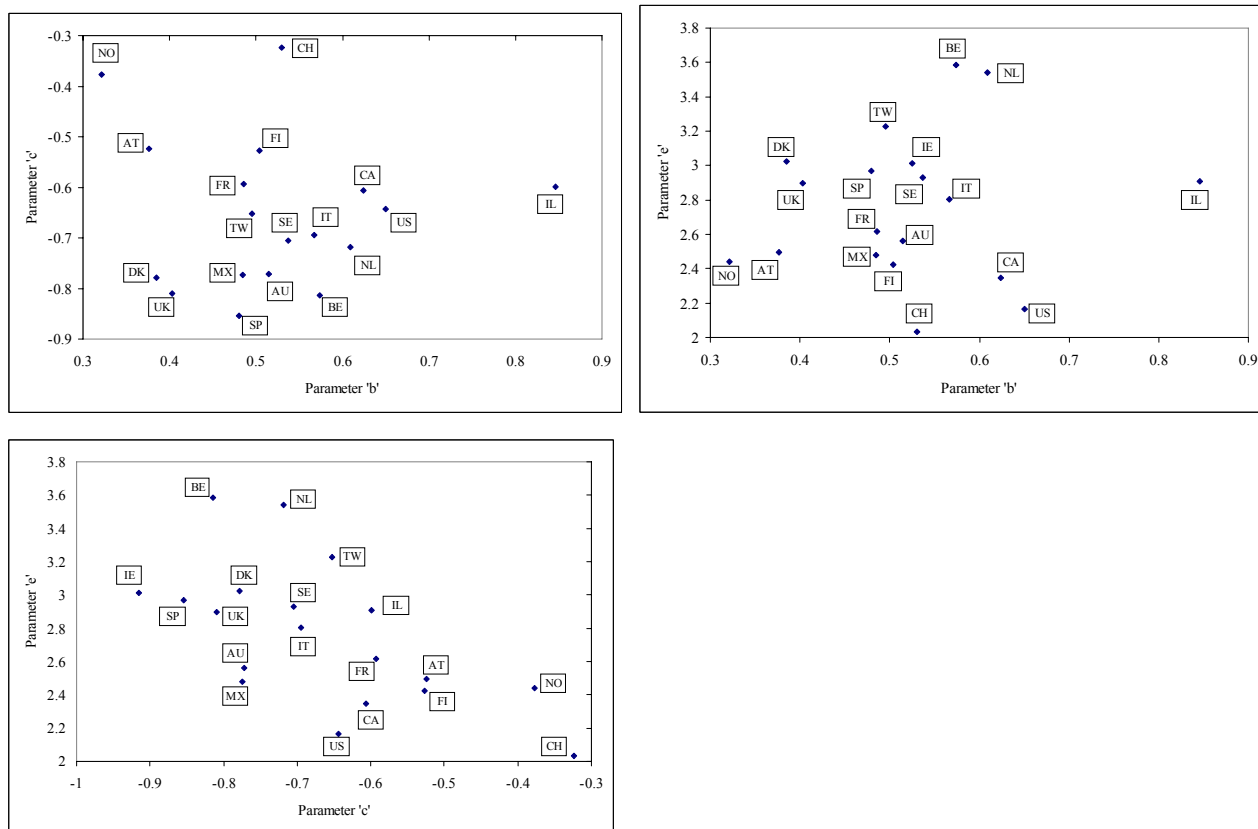 -0.3
-0.4
-0.5
-0.6
-0.7
-0.8
-0.9
Parameter 'c'
NO
CH
AT
FI
FR
CA
IL
TW
SE
IT
US
NL
DK
MX
AU
UK
BE
SP
0.3 0.4 0.5 0.6 0.7 0.8 0.9
Parameter 'b'
3.8
3.6
3.4
3.2
3
2.8
2.6
2.4
2.2
2
Parameter 'e'
BE
NL
TW
DK
IE
SP
SE
IT
UK
IL
FR
AU
MX
FI
NO
AT
CA
CH
US
0.3 0.4 0.5 0.6 0.7 0.8 0.9
Parameter 'b'
3.8
3.6
3.4
3.2
3
2.8
2.6
2.4
2.2
2
Parameter 'e'
BE
NL
TW
IE
DK
SE
IL
SP
UK
IT
AU
FR
AT
MX
NO
FI
CA
US
CH
-1 -0.9 -0.8 -0.7 -0.6 -0.5 -0.4 -0.3
Parameter 'c'